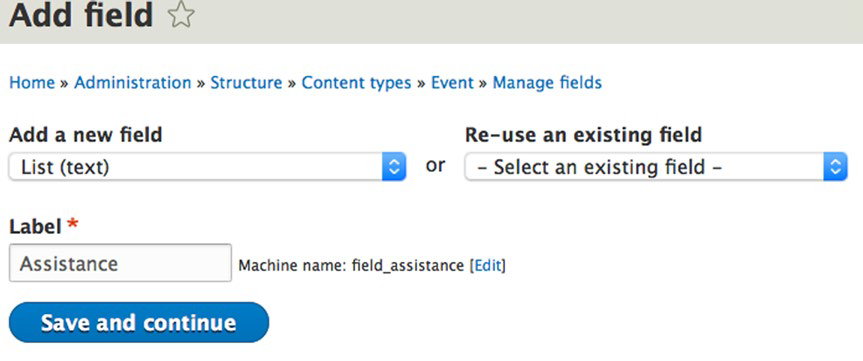 Add field
Home » Administration » Structure » Content types » Event » Manage fields
Add a new field Re-use an existing field
List (text) or – Select an existing field –
Label *
Assistance Machine name: field_assistance [Edit]
Save and continue